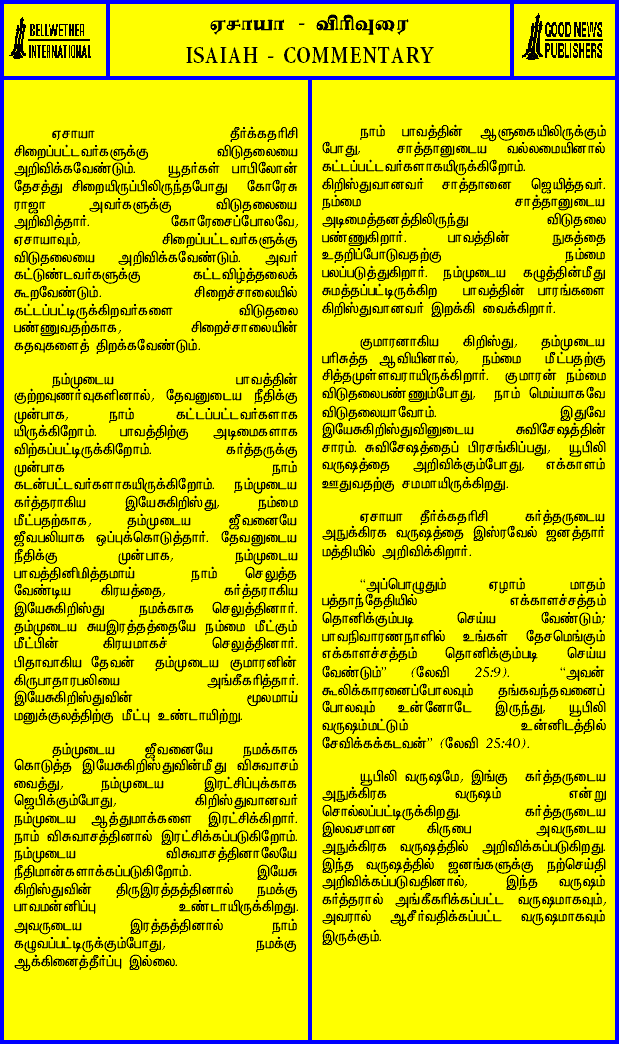 BELLWETHER
INTERNATIONAL
ஏசாயா - விரிவுரை
ISAIAH - COMMENTARY
GOOD NEWS
PUBLISHERS
ஏசாயா தீர்க்கதரிசி
சிறைப்பட்டவர்களுக்கு விடுதலையை
அறிவிக்கவேண்டும். யூதர்கள் பாபிலோன்
தேசத்து சிறையிருப்பிலிருந்தபோது கோரேசு
ராஜா அவர்களுக்கு விடுதலையை
அறிவித்தார். கோரேசைப்போலவே,
ஏசாயாவும், சிறைப்பட்டவர்களுக்கு
விடுதலையை அறிவிக்கவேண்டும். அவர்
கட்டுண்டவர்களுக்கு கட்டவிழ்த்தலைக்
கூறவேண்டும். சிறைச்சாலையில்
கட்டப்பட்டிருக்கிறவர்களை விடுதலை
பண்ணுவதற்காக, சிறைச்சாலையின்
கதவுகளைத் திறக்கவேண்டும்.
நம்முடைய பாவத்தின்
குற்றவுணர்வுகளினால், தேவனுடைய நீதிக்கு
முன்பாக, நாம் கட்டப்பட்டவர்களாக
யிருக்கிறோம். பாவத்திற்கு அடிமைகளாக
விற்கப்பட்டிருக்கிறோம். கர்த்தருக்கு
முன்பாக நாம்
கடன்பட்டவர்களாகயிருக்கிறோம். நம்முடைய
கர்த்தராகிய இயேசுகிறிஸ்து, நம்மை
மீட்பதற்காக, தம்முடைய ஜீவனையே
ஜீவபலியாக ஒப்புக்கொடுத்தார். தேவனுடைய
நீதிக்கு முன்பாக, நம்முடைய
பாவத்தினிமித்தமாய் நாம் செலுத்த
வேண்டிய கிரயத்தை, கர்த்தராகிய
இயேசுகிறிஸ்து நமக்காக செலுத்தினார்.
தம்முடைய சுயஇரத்தத்தையே நம்மை மீட்கும்
மீட்பின் கிரயமாகச் செலுத்தினார்.
பிதாவாகிய தேவன் தம்முடைய குமாரனின்
கிருபாதாரபலியை அங்கீகரித்தார்.
இயேசுகிறிஸ்துவின் மூலமாய்
மனுக்குலத்திற்கு மீட்பு உண்டாயிற்று.
தம்முடைய ஜீவனையே நமக்காக
கொடுத்த இயேசுகிறிஸ்துவின்மீது விசுவாசம்
வைத்து, நம்முடைய இரட்சிப்புக்காக
ஜெபிக்கும்போது, கிறிஸ்துவானவர்
நம்முடைய ஆத்துமாக்களை இரட்சிக்கிறார்.
நாம் விசுவாசத்தினால் இரட்சிக்கப்படுகிறோம்.
நம்முடைய விசுவாசத்தினாலேயே
நீதிமான்களாக்கப்படுகிறோம். இயேசு
கிறிஸ்துவின் திருஇரத்தத்தினால் நமக்கு
பாவமன்னிப்பு உண்டாயிருக்கிறது.
அவருடைய இரத்தத்தினால் நாம்
கழுவப்பட்டிருக்கும்போது, நமக்கு
ஆக்கினைத்தீர்ப்பு இல்லை.
நாம் பாவத்தின் ஆளுகையிலிருக்கும்
போது, சாத்தானுடைய வல்லமையினால்
கட்டப்பட்டவர்களாகயிருக்கிறோம்.
கிறிஸ்துவானவர் சாத்தானை ஜெயித்தவர்.
நம்மை சாத்தானுடைய
அடிமைத்தனத்திலிருந்து விடுதலை
பண்ணுகிறார். பாவத்தின் நுகத்தை
உதறிப்போடுவதற்கு நம்மை
பலப்படுத்துகிறார். நம்முடைய கழுத்தின்மீது
சுமத்தப்பட்டிருக்கிற பாவத்தின் பாரங்களை
கிறிஸ்துவானவர் இறக்கி வைக்கிறார்.
குமாரனாகிய கிறிஸ்து, தம்முடைய
பரிசுத்த ஆவியினால், நம்மை மீட்பதற்கு
சித்தமுள்ளவராயிருக்கிறார். குமாரன் நம்மை
விடுதலைபண்ணும்போது, நாம் மெய்யாகவே
விடுதலையாவோம். இதுவே
இயேசுகிறிஸ்துவினுடைய சுவிசேஷத்தின்
சாரம். சுவிசேஷத்தைப் பிரசங்கிப்பது, யூபிலி
வருஷத்தை அறிவிக்கும்போது, எக்காளம்
ஊதுவதற்கு சமமாயிருக்கிறது.
ஏசாயா தீர்க்கதரிசி கர்த்தருடைய
அநுக்கிரக வருஷத்தை இஸ்ரவேல் ஜனத்தார்
மத்தியில் அறிவிக்கிறார்.
“அப்பொழுதும் ஏழாம் மாதம்
பத்தாந்தேதியில் எக்காளச்சத்தம்
தொனிக்கும்படி செய்ய வேண்டும்;
பாவநிவாரணநாளில் உங்கள் தேசமெங்கும்
எக்காளச்சத்தம் தொனிக்கும்படி செய்ய
வேண்டும்” (லேவி 25:9). “அவன்
கூலிக்காரனைப்போலவும் தங்கவந்தவனைப்
போலவும் உன்னோடே இருந்து, யூபிலி
வருஷம்மட்டும் உன்னிடத்தில்
சேவிக்கக்கடவன்” (லேவி 25:40).
யூபிலி வருஷமே, இங்கு கர்த்தருடைய
அநுக்கிரக வருஷம் என்று
சொல்லப்பட்டிருக்கிறது. கர்த்தருடைய
இலவசமான கிருபை அவருடைய
அநுக்கிரக வருஷத்தில் அறிவிக்கப்படுகிறது.
இந்த வருஷத்தில் ஜனங்களுக்கு நற்செய்தி
அறிவிக்கப்படுவதினால், இந்த வருஷம்
கர்த்தரால் அங்கீகரிக்கப்பட்ட வருஷமாகவும்,
அவரால் ஆசீர்வதிக்கப்பட்ட வருஷமாகவும்
இருக்கும்.